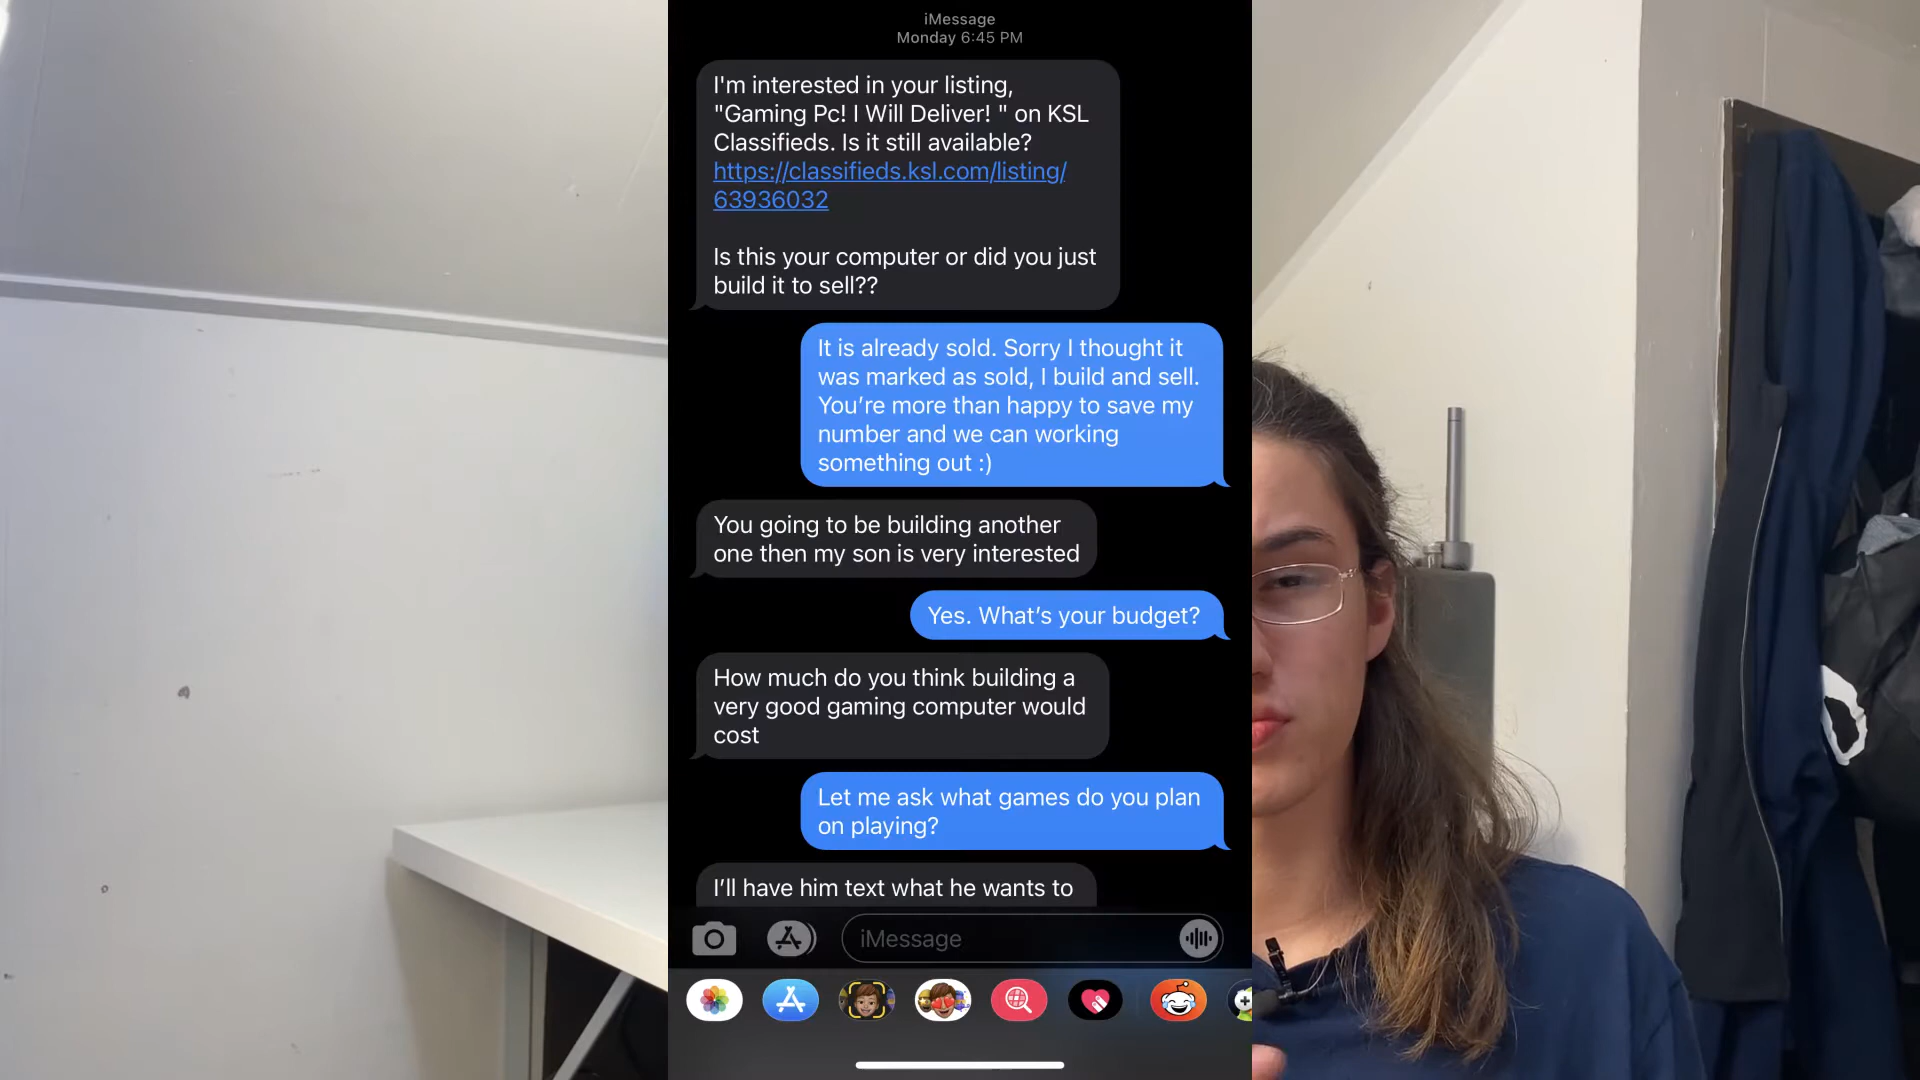 iMessage
Monday 6:45 PM
I'm interested in your listing,
"Gaming Pc! I Will Deliver! " on KSL
Classifieds. Is it still available?
https://classifieds.ksl.com/listing/
63936032
Is this your computer or did you just
build it to sell??
It is already sold. Sorry I thought it
was marked as sold, I build and sell.
You’re more than happy to save my
number and we can working
something out :)
You going to be building another
one then my son is very interested
Yes. What’s your budget?
How much do you think building a
very good gaming computer would
cost
Let me ask what games do you plan
on playing?
I’ll have him text what he wants to
iMessage